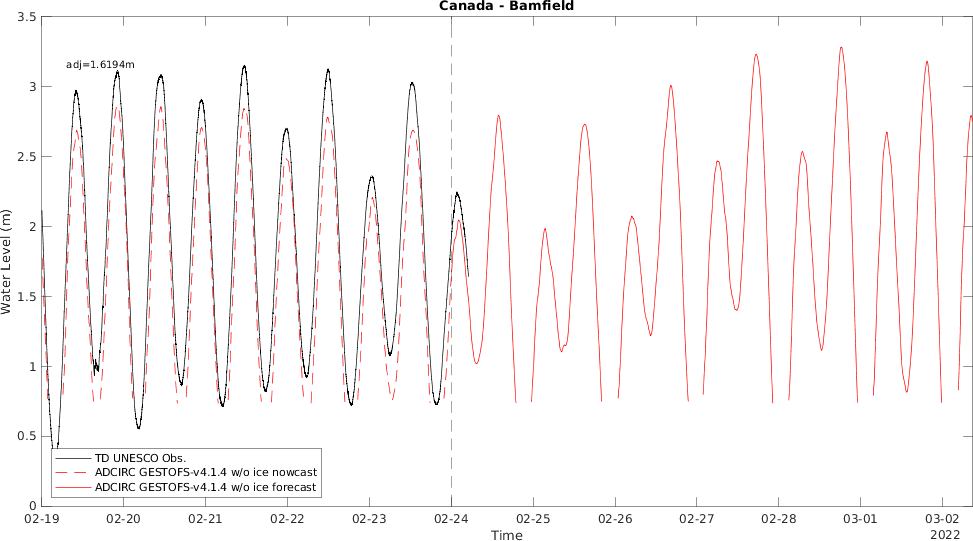 Canada - Bamfield
3.5
adj=1.6194m
3
2.5
2
Water Level (m)
1.5
1
0.5
TD UNESCO Obs.
ADCIRC GESTOFS-v4.1.4 w/o ice nowcast
ADCIRC GESTOFS-v4.1.4 w/o ice forecast
0
02-19 02-20 02-21 02-22 02-23 02-24 02-25 02-26 02-27 02-28 03-01 03-02
Time 2022